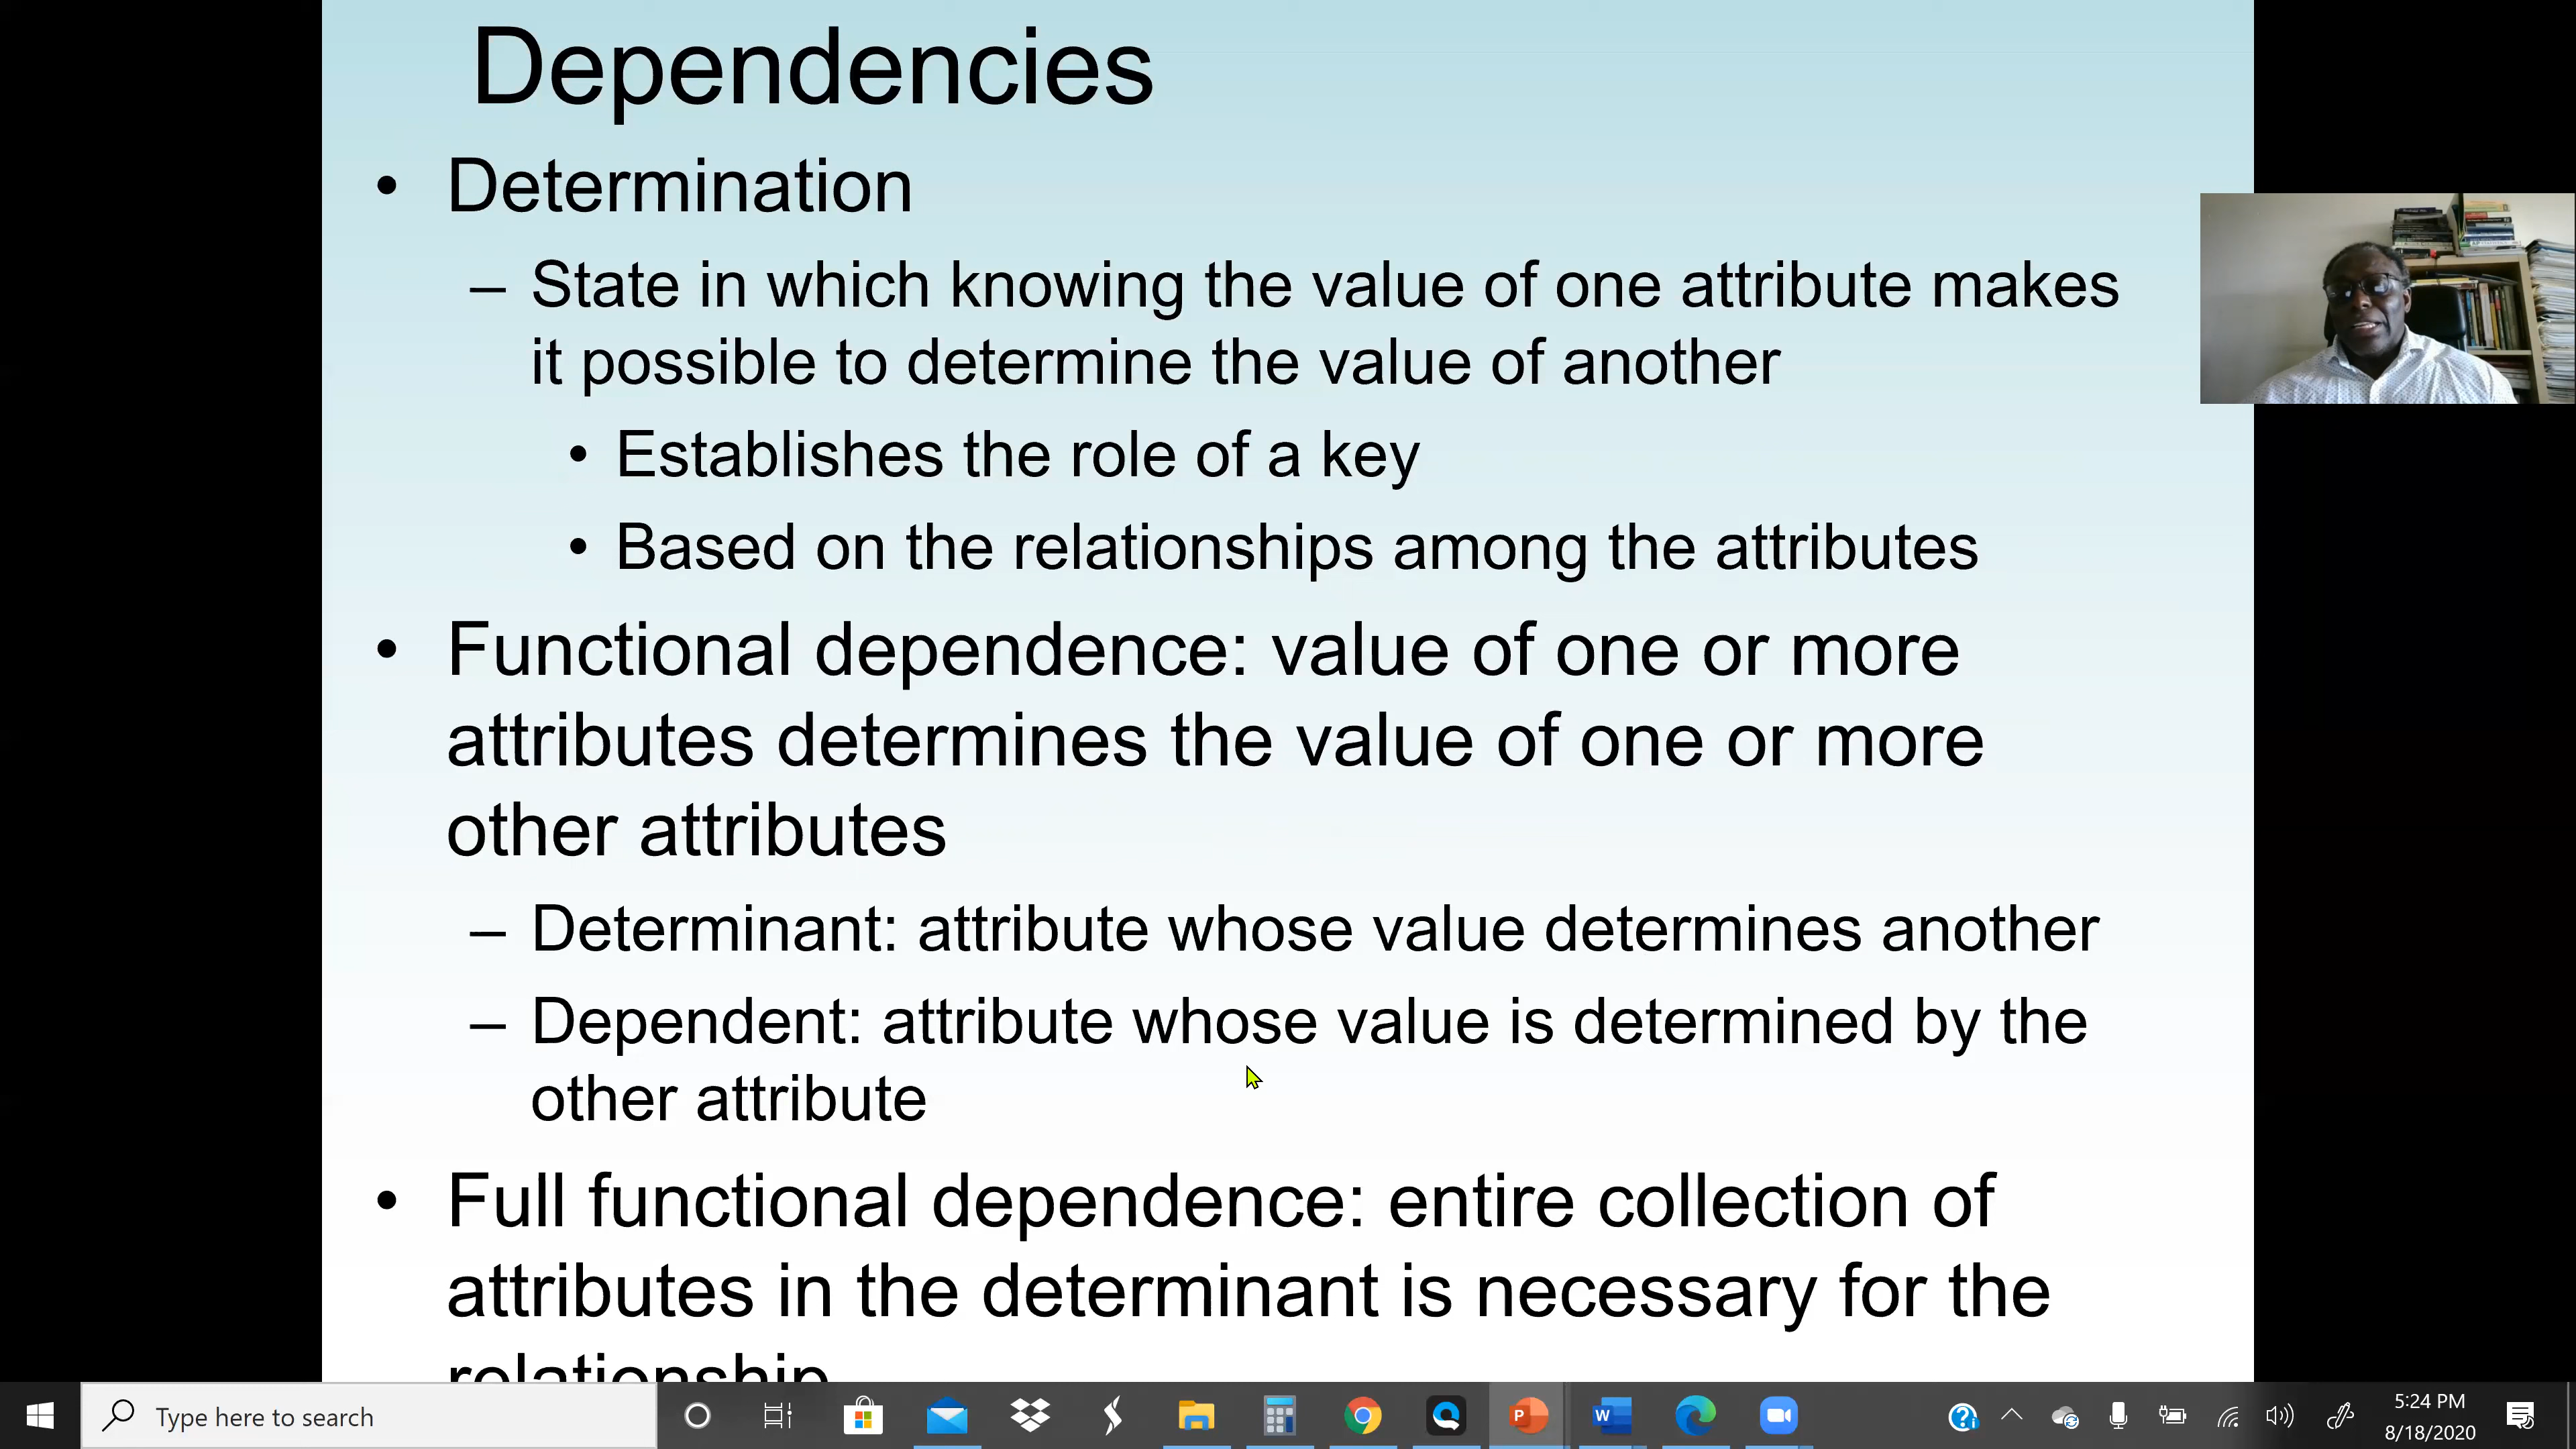 Dependencies
• Determination
– State in which knowing the value of one attribute makes
it possible to determine the value of another
• Establishes the role of a key
• Based on the relationships among the attributes
• Functional dependence: value of one or more
attributes determines the value of one or more
other attributes
– Determinant: attribute whose value determines another
– Dependent: attribute whose value is determined by the
other attribute
• Full functional dependence: entire collection of
attributes in the determinant is necessary for the
relationship
Type here to search
5:24 PM
8/18/2020